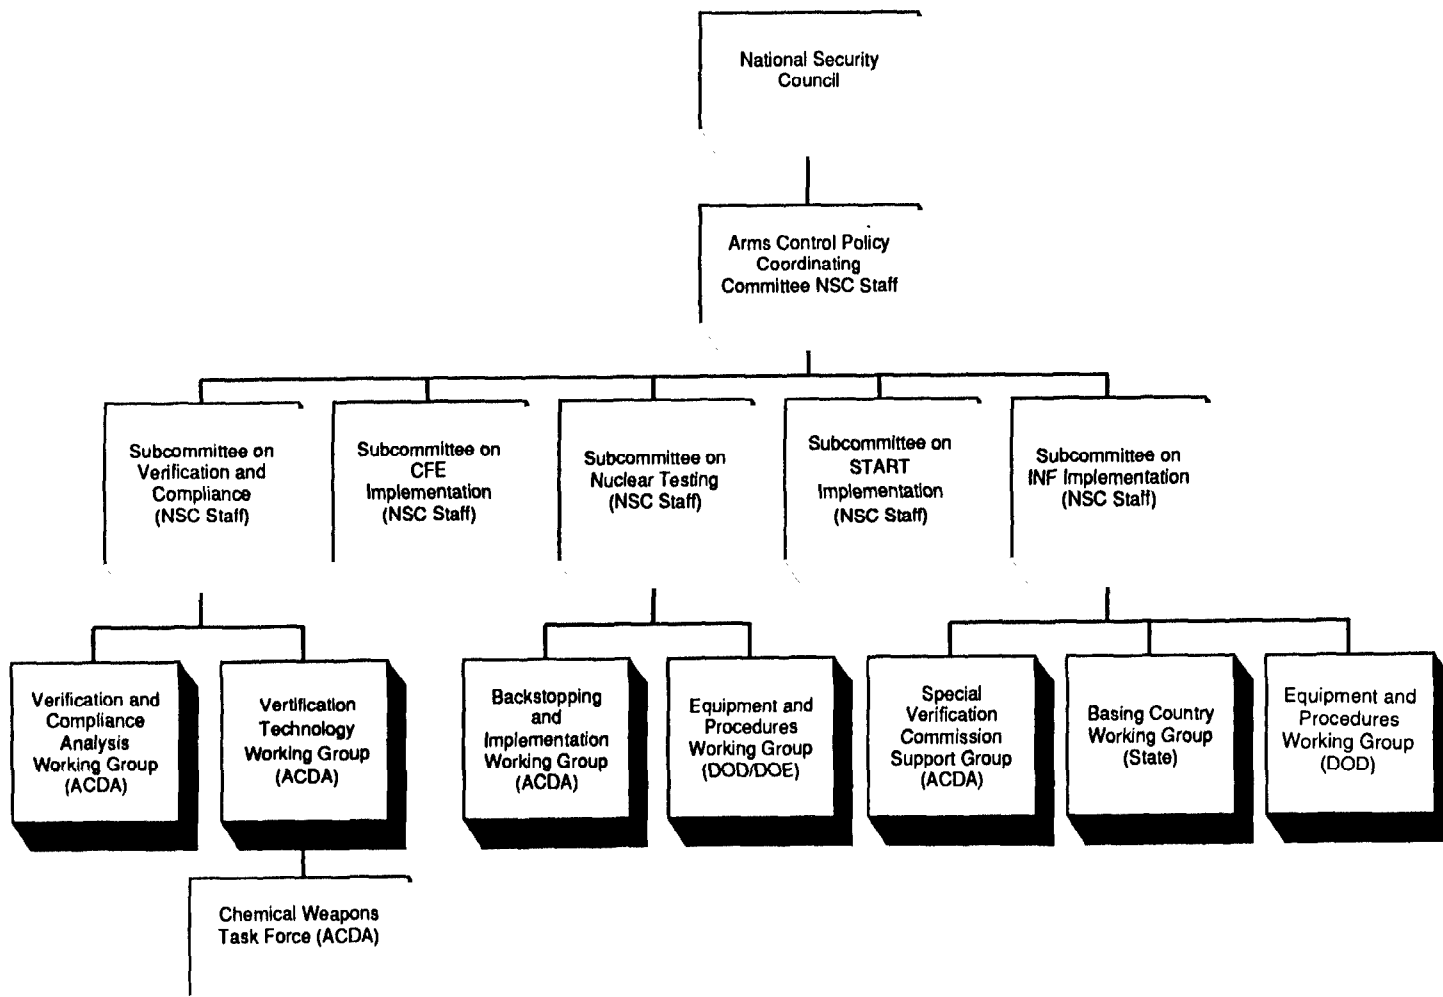 National Security
Council
Arms Control Policy
Coordinating
Committee NSC Staff
Subcommittee on
Verification and
Compliance
(NSC Staff)
Subcommittee on
CFE
Implementation
(NSC Staff)
Subcommittee on
Nuclear Testing
(NSC Staff)
Subcommittee on
START
Implementation
(NSC Staff)
Subcommittee on
INF Implementation
(NSC Staff)
Verification and
Compliance
Analysis
Working Group
(ACDA)
Vertification
Technology
Working Group
(ACDA)
Backstopping
and
Implementation
Working Group
(ACDA)
Equipment and
Procedures
Working Group
(DOD/DOE)
Special
Verification
Commission
Support Group
(ACDA)
Basing Country
Working Group
(State)
Equipment and
Procedures
Working Group
(DOD)
Chemical Weapons
Task Force (ACDA)